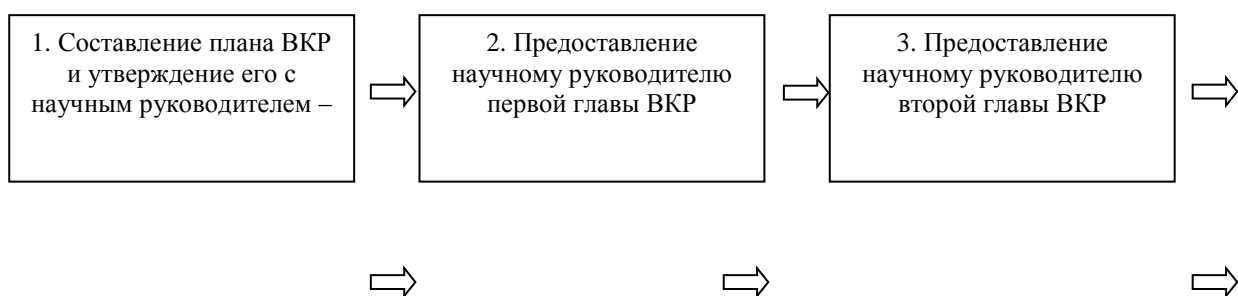 1. Составление плана ВКР
и утверждение его с
научным руководителем –
2. Предоставление
научному руководителю
первой главы ВКР
3. Предоставление
научному руководителю
второй главы ВКР